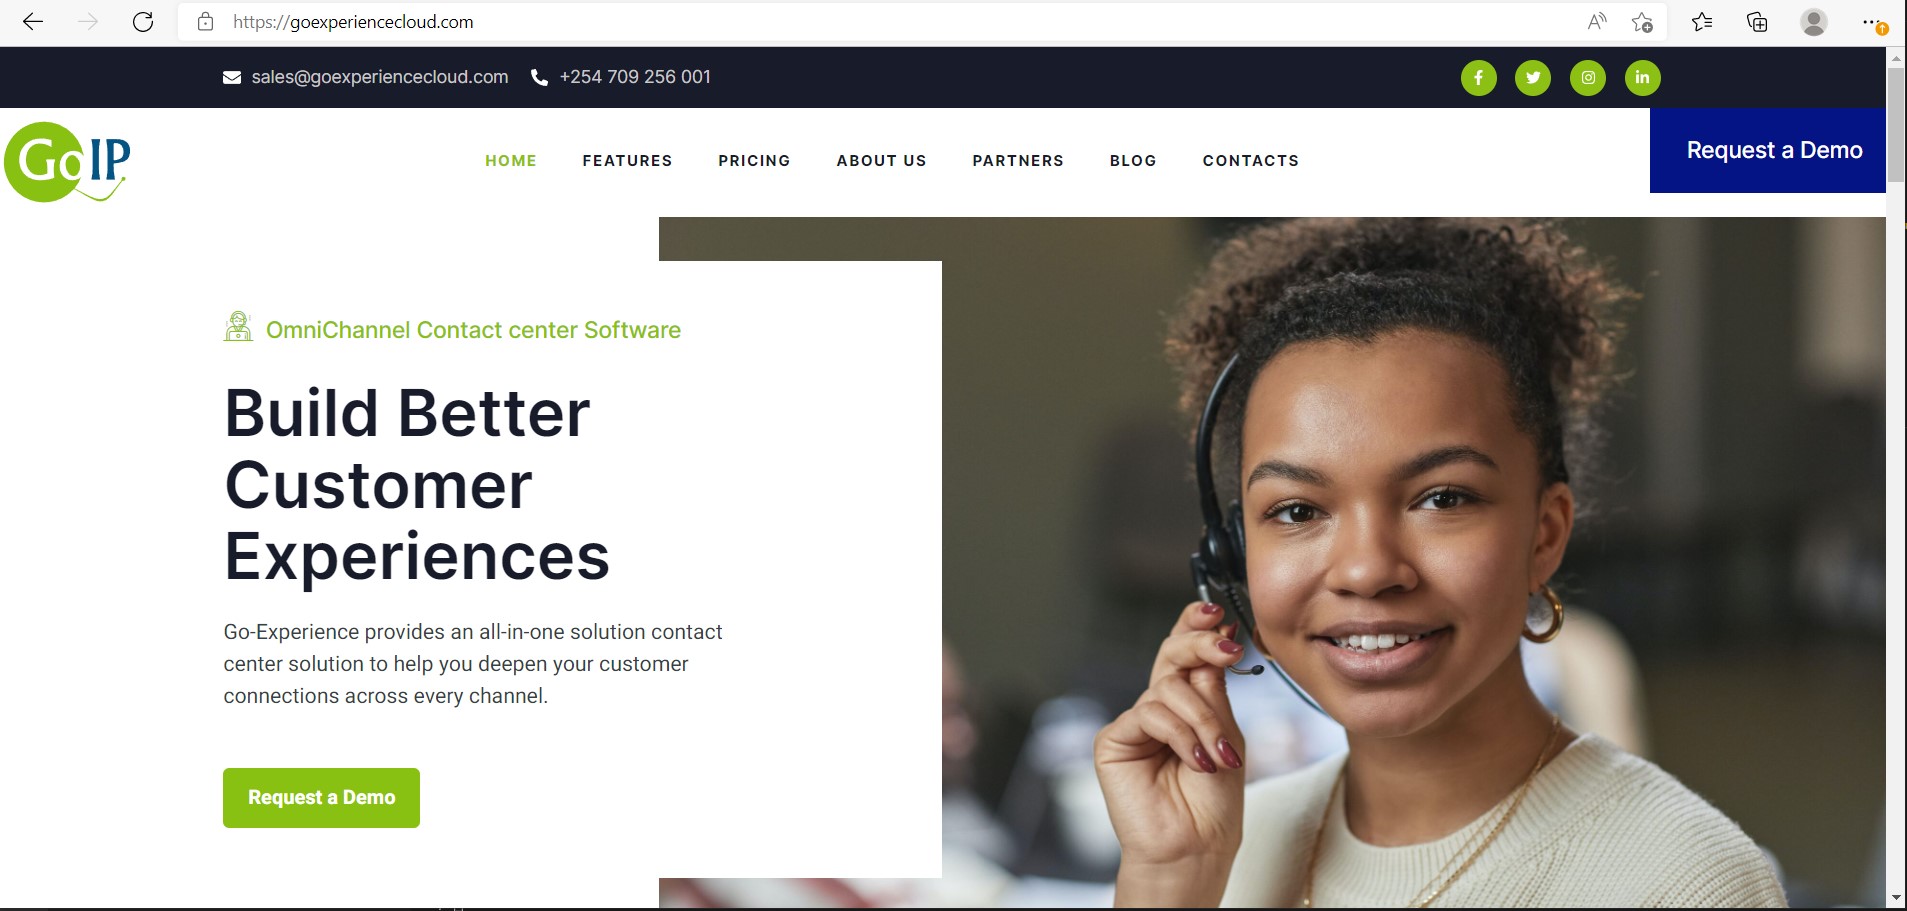 https://goexperiencecloud.com
sales@goexperiencecloud.com +254 709 256 001
GoIP
HOME FEATURES PRICING ABOUT US PARTNERS BLOG CONTACTS
Request a Demo
OmniChannel Contact center Software
Build Better
Customer
Experiences
Go-Experience provides an all-in-one solution contact
center solution to help you deepen your customer
connections across every channel.
Request a Demo